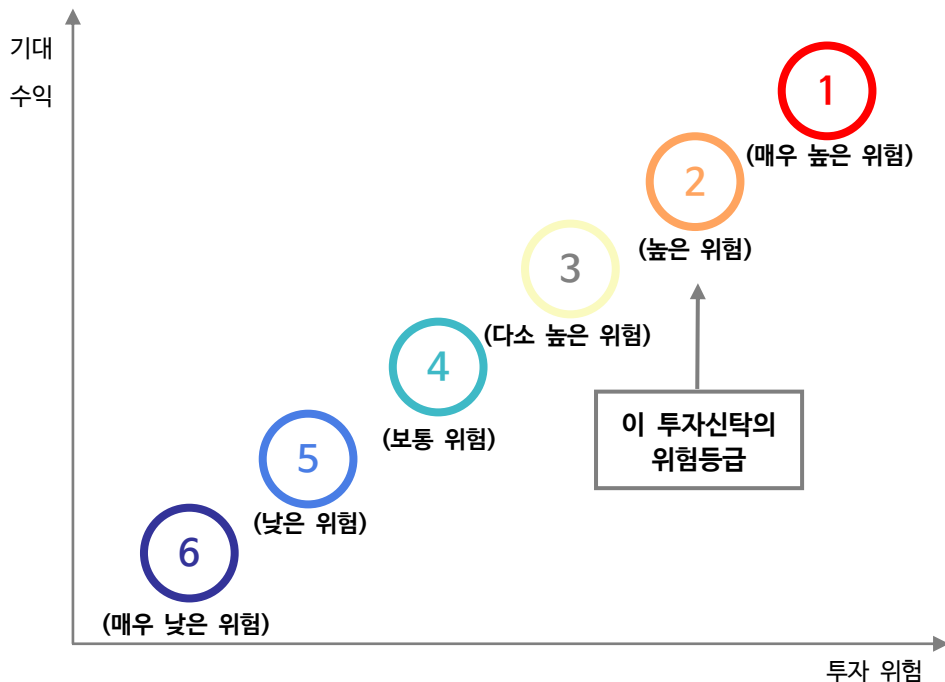 기대
수익
1
(매우 높은 위험)
2
(높은 위험)
3
(다소 높은 위험)
4
(보통 위험)
이 투자신탁의
위험등급
5
(낮은 위험)
6
(매우 낮은 위험)
투자 위험